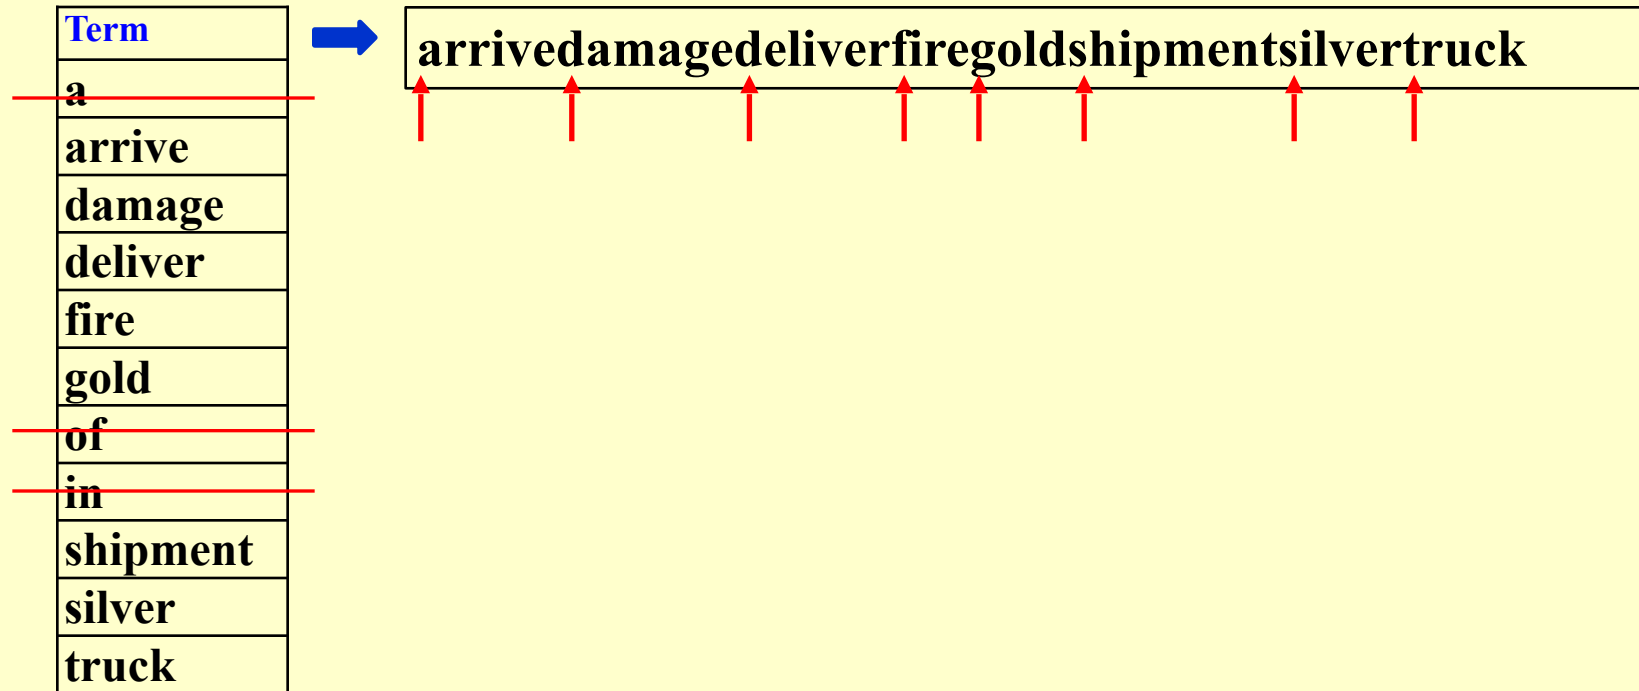 Term
a
arrive
damage
deliver
fire
gold
of
in
shipment
silver
truck
arrivedamagedeliverfiregoldshipmentsilvertruck